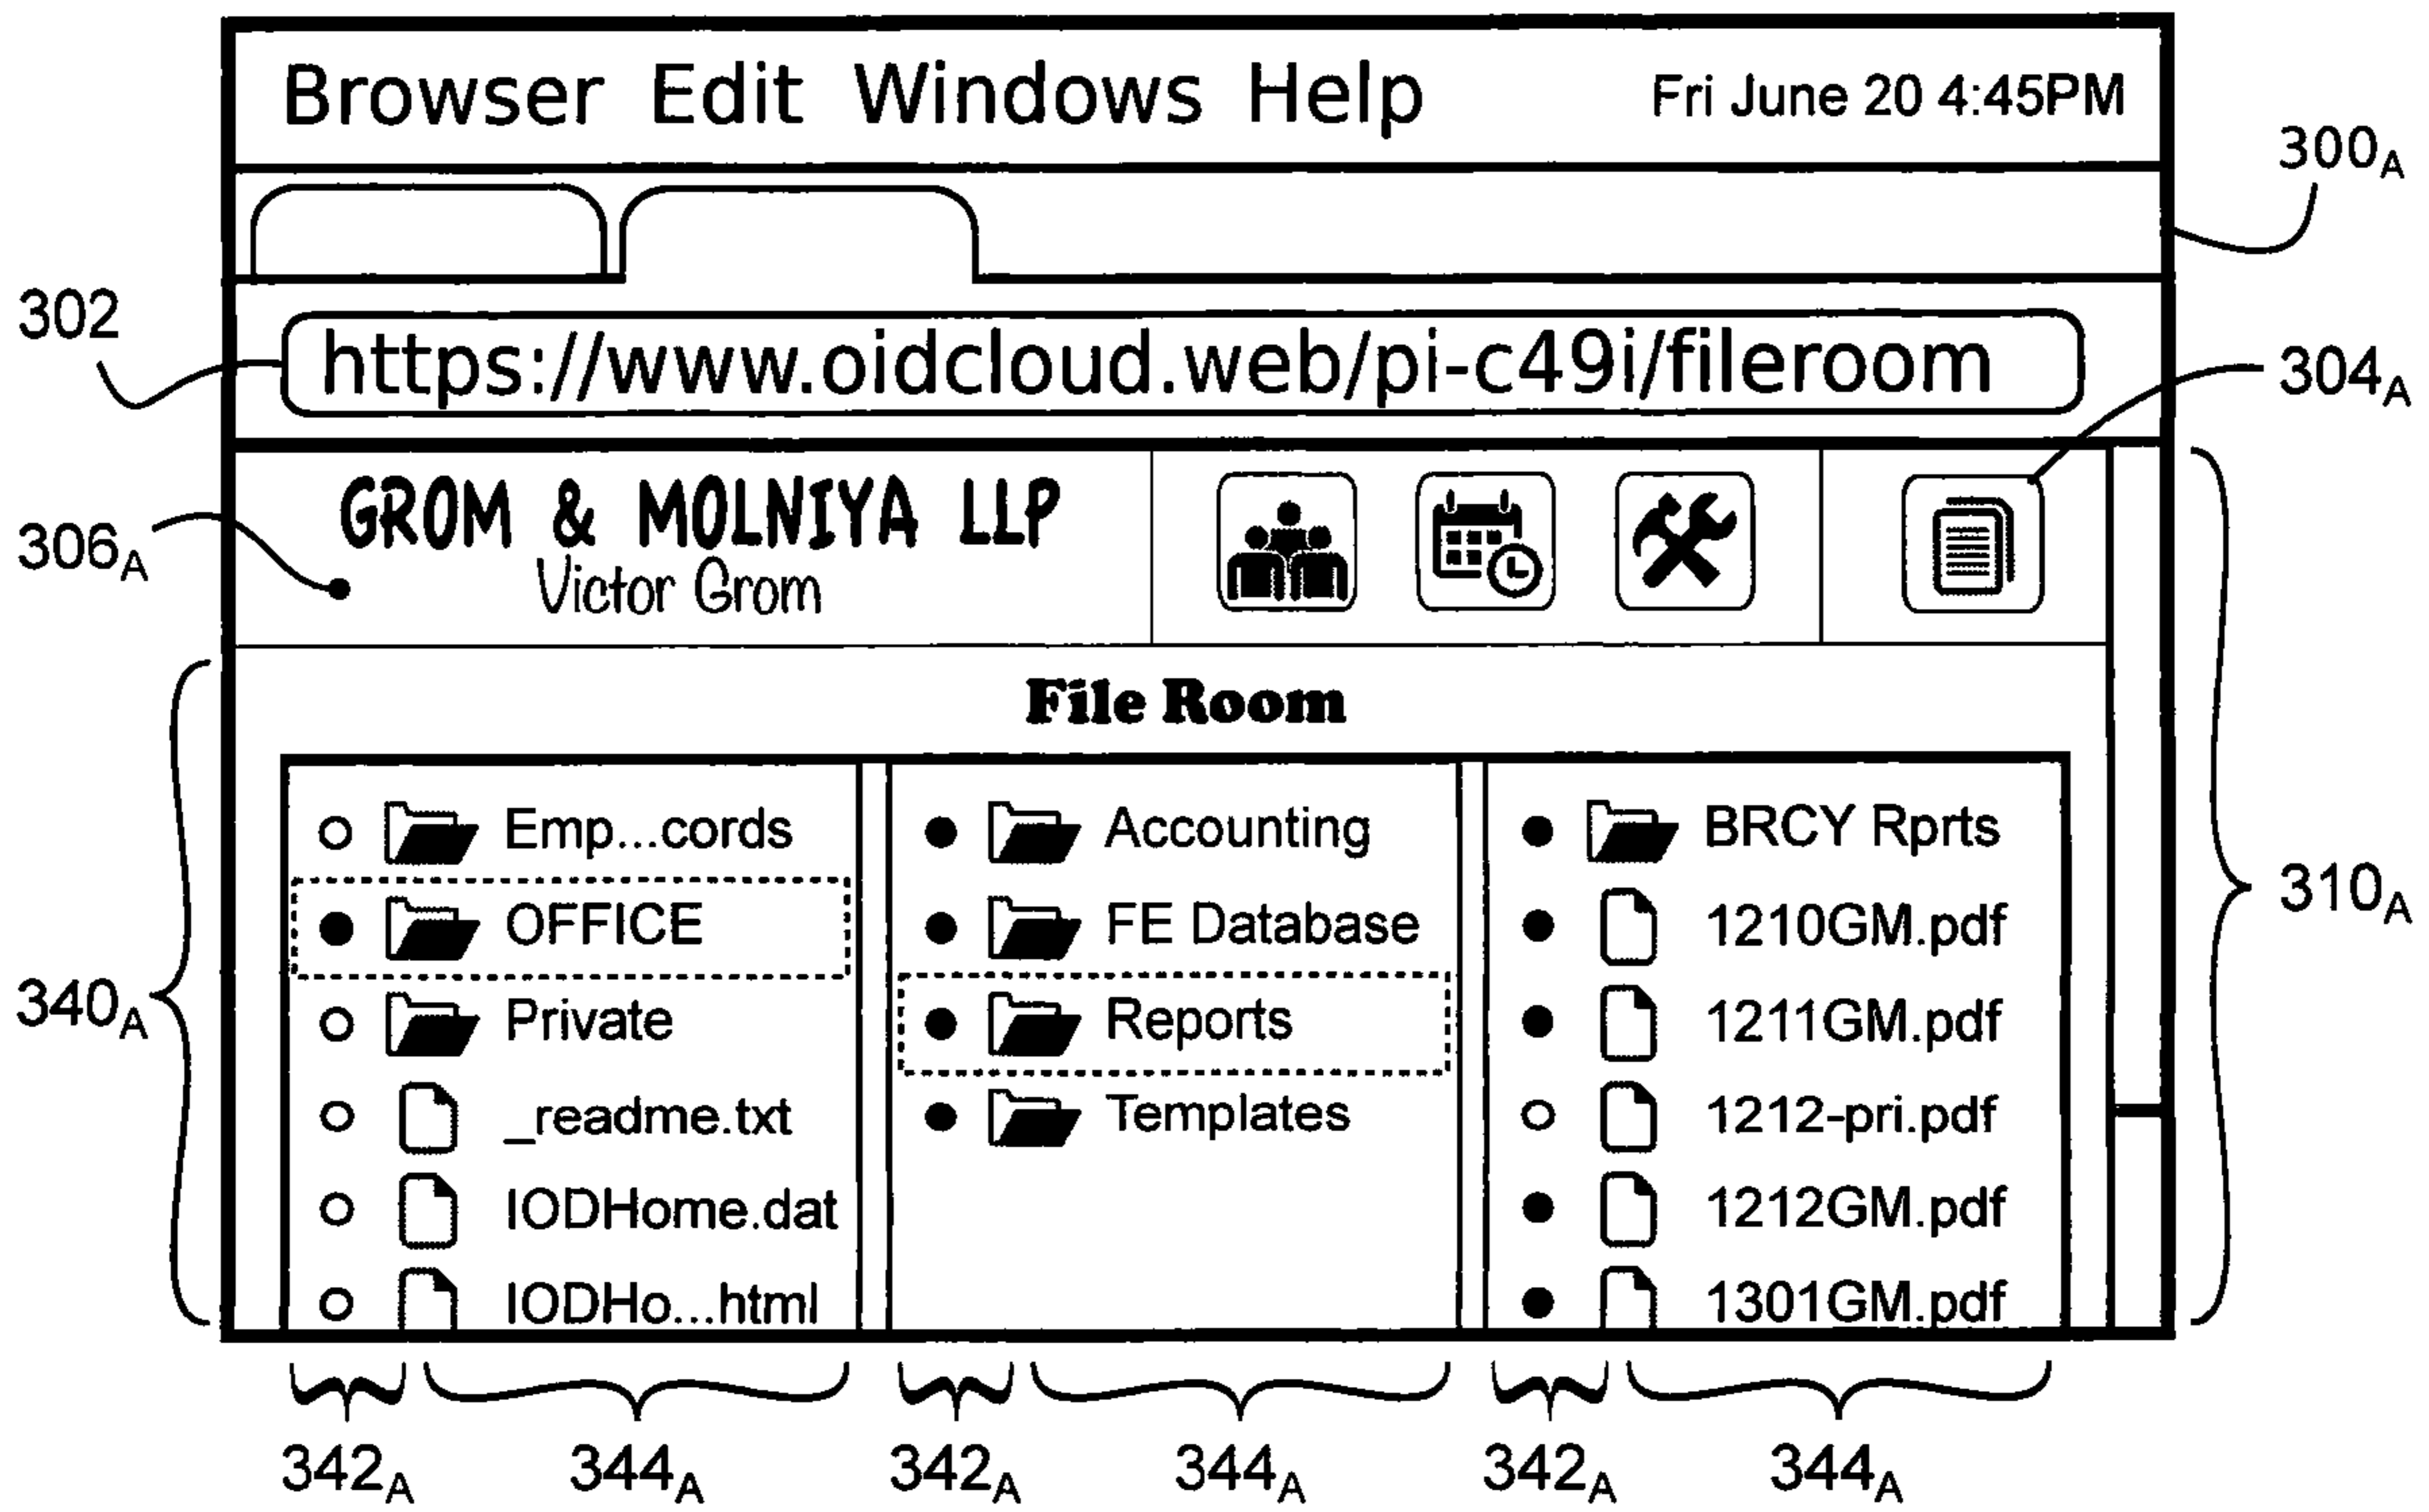 Browser Edit Windows Help Fri June 20 4:45PM
300A
302
https://www.oidcloud.web/pi-c49i/fileroom
304A
GROM & MOLNIYA LLP
306A
Victor Grom
File Room
Emp...cords Accounting BRCY Rprts
OFFICE FE Database 1210GM.pdf
310A
340A
Private Reports 1211GM.pdf
_readme.txt Templates 1212-pri.pdf
IODHome.dat 1212GM.pdf
IODHo...html 1301GM.pdf
342A 344A 342A 344A 342A 344A